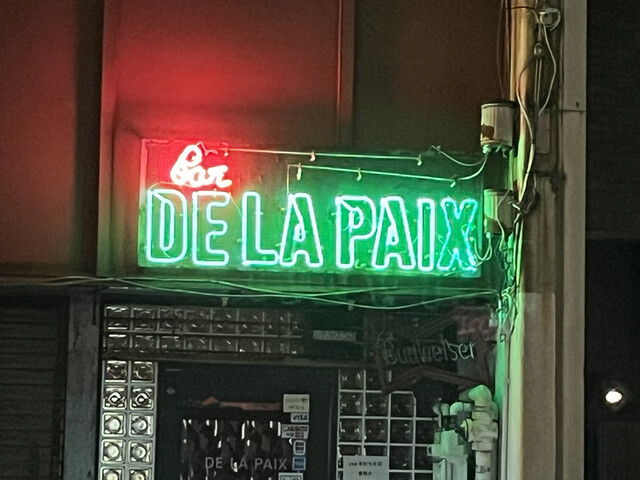 Bar
DE LA PAIX
Budweiser
DE LA PAIX